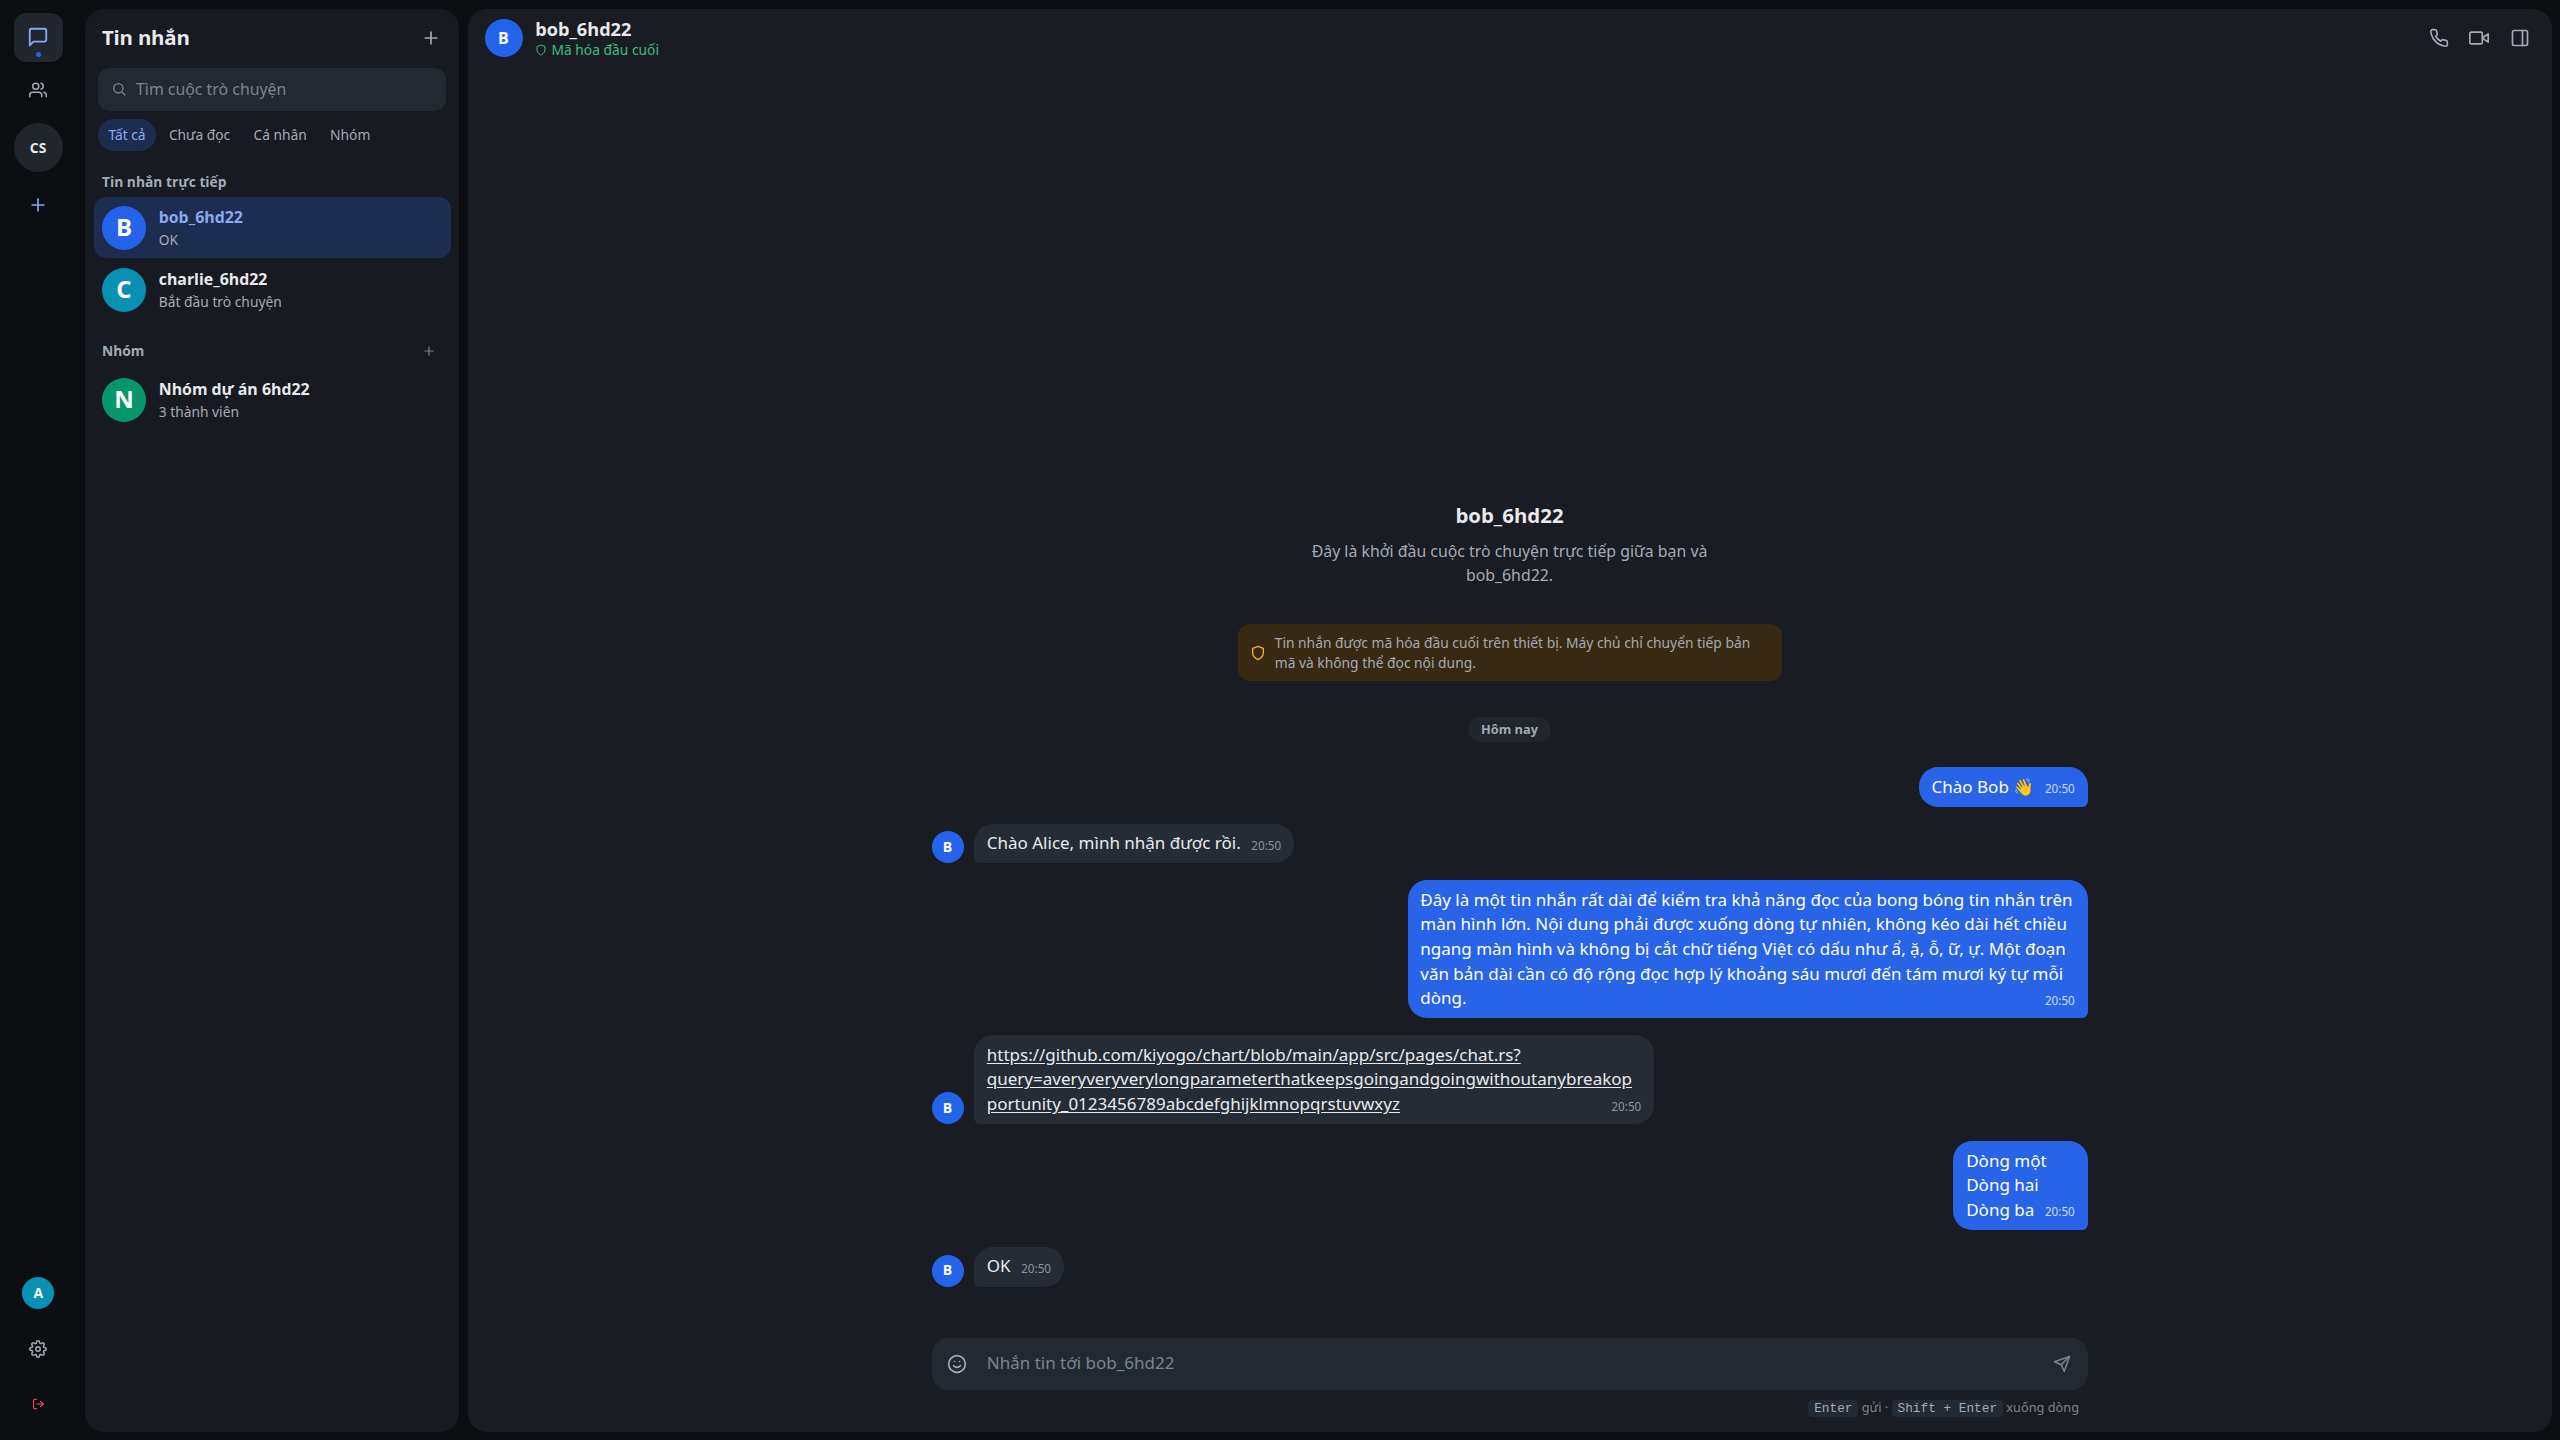 Tin nhắn
Tìm cuộc trò chuyện
Tất cả Chưa đọc Cá nhân Nhóm
CS
Tin nhắn trực tiếp
B
bob_6hd22
OK
C
charlie_6hd22
Bắt đầu trò chuyện
Nhóm
N
Nhóm dự án 6hd22
3 thành viên
A
B
bob_6hd22
Mã hóa đầu cuối
bob_6hd22
Đây là khởi đầu cuộc trò chuyện trực tiếp giữa bạn và
bob_6hd22.
Tin nhắn được mã hóa đầu cuối trên thiết bị. Máy chủ chỉ chuyển tiếp bản
mã và không thể đọc nội dung.
Hôm nay
Chào Bob 👋 20:50
B
Chào Alice, mình nhận được rồi. 20:50
Đây là một tin nhắn rất dài để kiểm tra khả năng đọc của bong bóng tin nhắn trên
màn hình lớn. Nội dung phải được xuống dòng tự nhiên, không kéo dài hết chiều
ngang màn hình và không bị cắt chữ tiếng Việt có dấu như ẩ, ặ, ỗ, ữ, ự. Một đoạn
văn bản dài cần có độ rộng đọc hợp lý khoảng sáu mươi đến tám mươi ký tự mỗi
dòng. 20:50
https://github.com/kiyogo/chart/blob/main/app/src/pages/chat.rs?
query=averyveryverylongparameterthatkeepsgoingandgoingwithoutanybreakop
B
portunity_0123456789abcdefghijklmnopqrstuvwxyz 20:50
Dòng một
Dòng hai
Dòng ba 20:50
B
OK 20:50
Nhắn tin tới bob_6hd22
Enter gửi · Shift + Enter xuống dòng